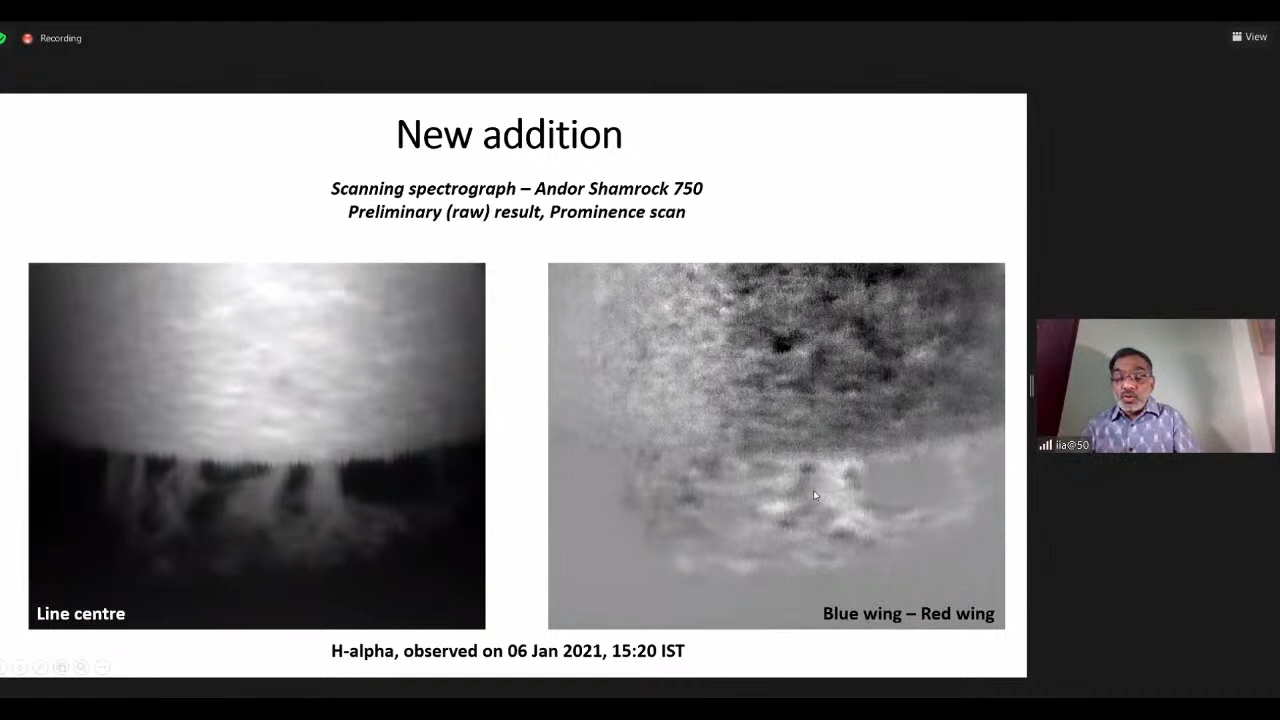 Recording
View
New addition
Scanning spectrograph – Andor Shamrock 750
Preliminary (raw) result, Prominence scan
Line centre
Blue wing – Red wing
H-alpha, observed on 06 Jan 2021, 15:20 IST
iia@50